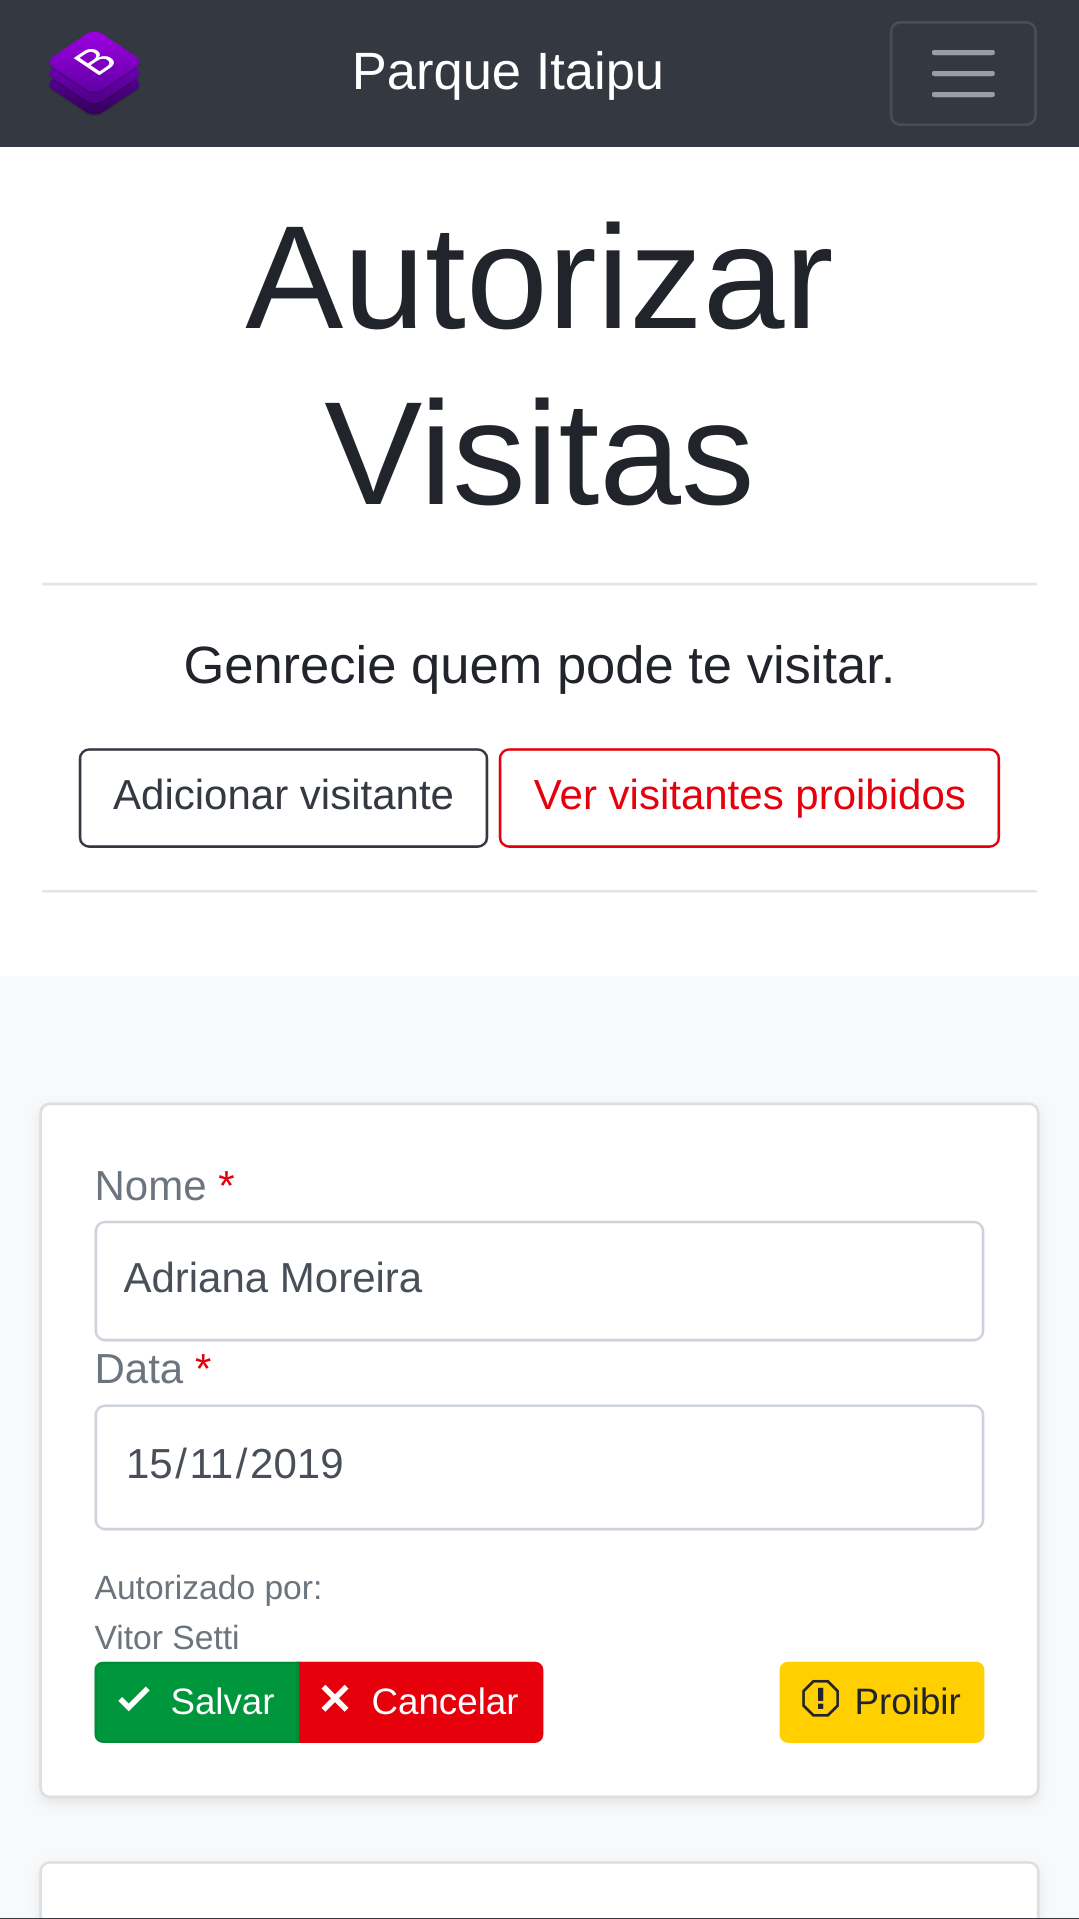 B
Parque Itaipu
Autorizar
Visitas
Genrecie quem pode te visitar.
Adicionar visitante
Ver visitantes proibidos
Nome *
Adriana Moreira
Data *
15/11/2019
Autorizado por:
Vitor Setti
Salvar
Cancelar
Proibir